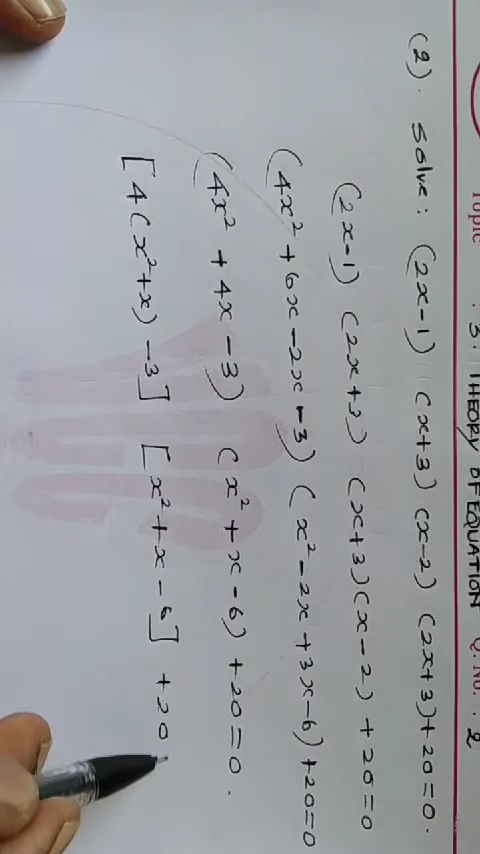 Topic : 3. THEORY OF EQUATION Q. No. : 2
(2). Solve : (2x-1) (x+3) (x-2) (2x+3)+20=0.
(2x-1) (2x+3) (x+3)(x-2) +20=0
(4x²+6x-2x-3) (x²-2x+3x-6)+20=0
(4x² + 4x - 3) (x²+x-6) +20=0.
[4(x²+x) -3] [x²+x-6] +20